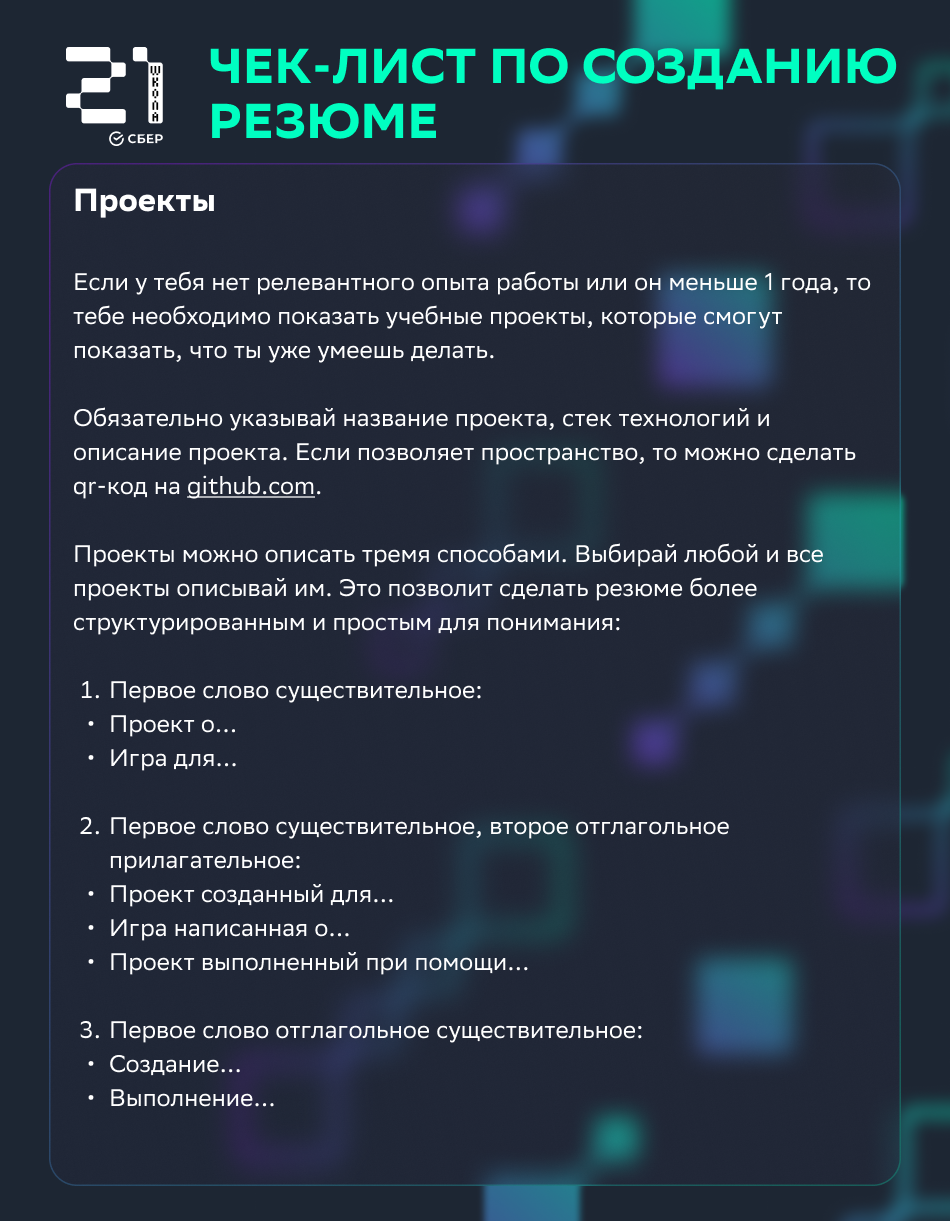 21
ШКОЛА
СБЕР
ЧЕК-ЛИСТ ПО СОЗДАНИЮ
РЕЗЮМЕ
Проекты
Если у тебя нет релевантного опыта работы или он меньше 1 года, то
тебе необходимо показать учебные проекты, которые смогут
показать, что ты уже умеешь делать.
Обязательно указывай название проекта, стек технологий и
описание проекта. Если позволяет пространство, то можно сделать
qr-код на github.com.
Проекты можно описать тремя способами. Выбирай любой и все
проекты описывай им. Это позволит сделать резюме более
структурированным и простым для понимания:
1. Первое слово существительное:
• Проект о...
• Игра для...
2. Первое слово существительное, второе отглагольное
прилагательное:
• Проект созданный для...
• Игра написанная о...
• Проект выполненный при помощи...
3. Первое слово отглагольное существительное:
• Создание...
• Выполнение...